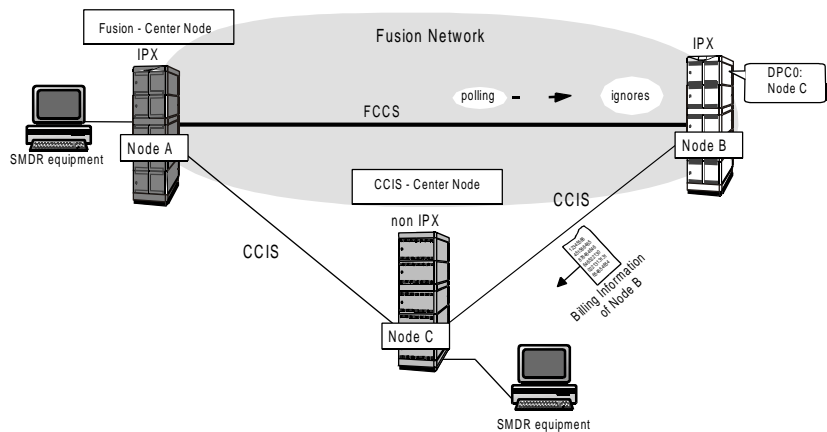 Fusion - Center Node
Fusion Network
IPX
IPX
DPC0:
Node C
polling
ignores
FCCS
SMDR equipment
Node A
Node B
CCIS - Center Node
CCIS
non IPX
CCIS
Billing Information
of Node B
Node C
SMDR equipment